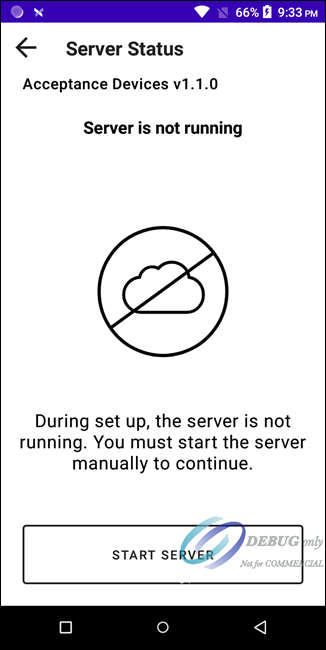 66% 9:33 PM
Server Status
Acceptance Devices v1.1.0
Server is not running
During set up, the server is not
running. You must start the server
manually to continue.
START SERVER
DEBUG only
Not for COMMERCIAL